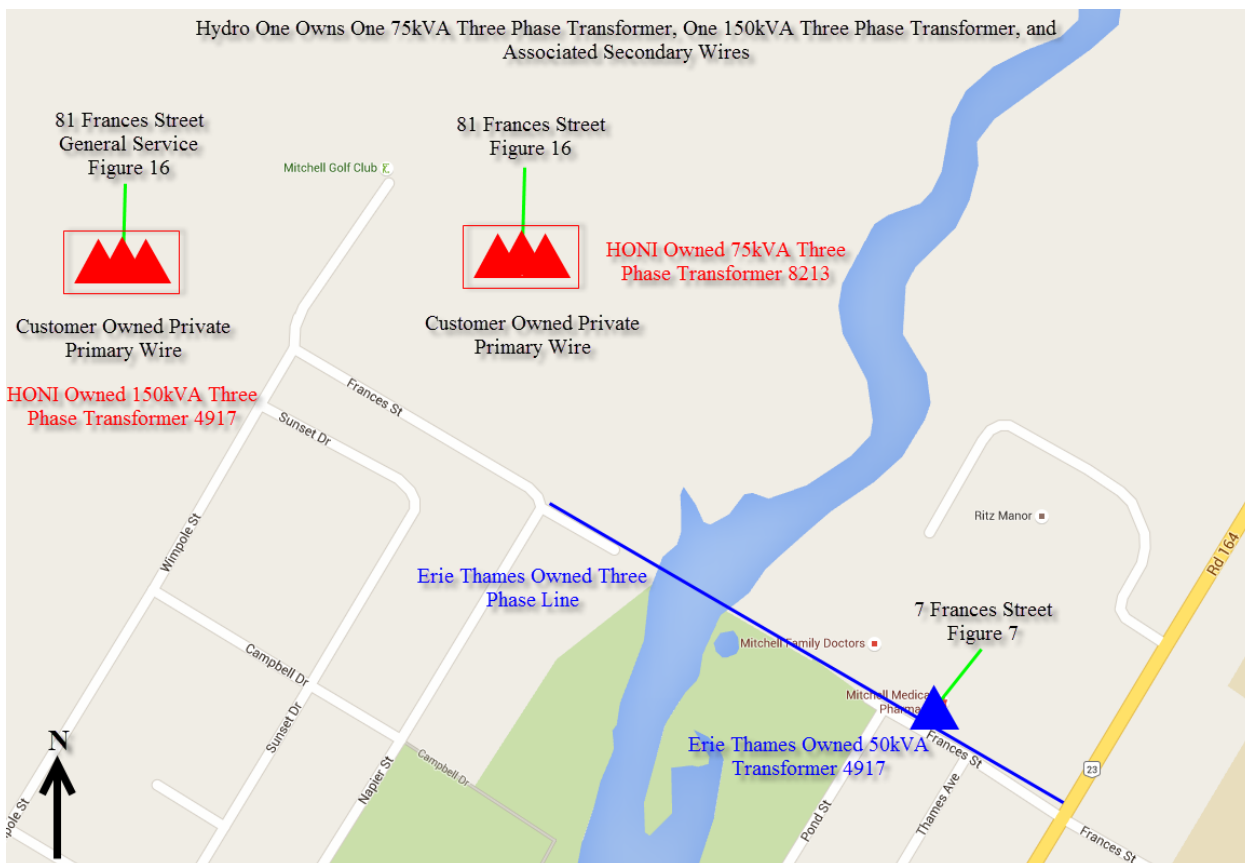 Hydro One Owns One 75kVA Three Phase Transformer, One 150kVA Three Phase Transformer, and
Associated Secondary Wires
81 Frances Street
General Service
Figure 16
81 Frances Street
Figure 16
Mitchell Golf Club
HONI Owned 75kVA Three
Phase Transformer 8213
Customer Owned Private
Primary Wire
Customer Owned Private
Primary Wire
HONI Owned 150kVA Three
Phase Transformer 4917
Frances St
Sunset Dr
Wimpole St
Ritz Manor
Rd 164
Erie Thames Owned Three
Phase Line
7 Frances Street
Figure 7
Mitchell Family Doctors
Campbell Dr
Mitchell Medical
Erie Thames Owned 50kVA
Transformer 4917
Frances St
Sunset Dr
Napier St
Campbell Dr
23
N
Pond St
Thames Ave
Frances St